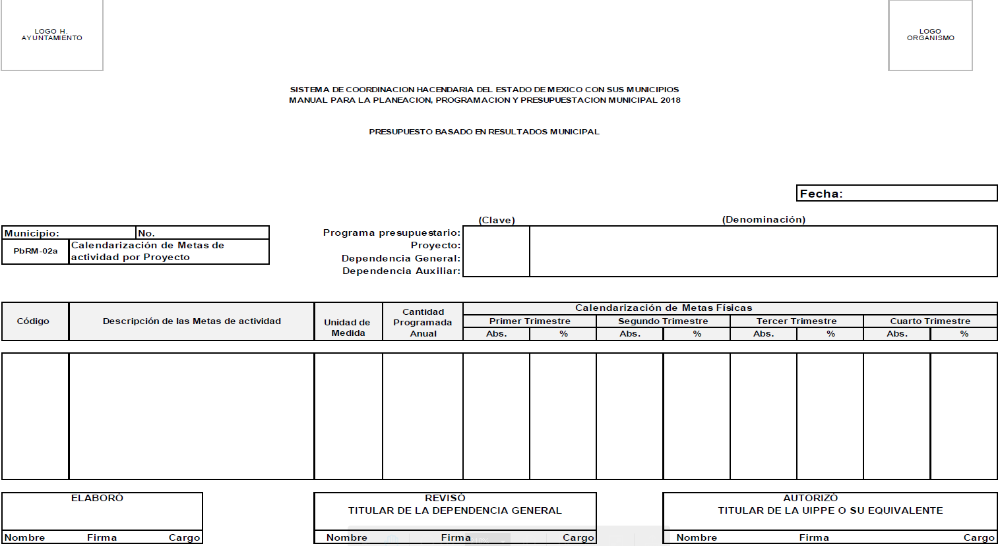 LOGO H.
AYUNTAMIENTO
LOGO
ORGANISMO
SISTEMA DE COORDINACION HACENDARIA DEL ESTADO DE MEXICO CON SUS MUNICIPIOS
MANUAL PARA LA PLANEACION, PROGRAMACION Y PRESUPUESTACION MUNICIPAL 2018
PRESUPUESTO BASADO EN RESULTADOS MUNICIPAL
Fecha:
(Clave) (Denominación)
Municipio: No.
PbRM-02a Calendarización de Metas de
actividad por Proyecto
Programa presupuestario:
Proyecto:
Dependencia General:
Dependencia Auxiliar:
Calendarización de Metas Físicas
Código Descripción de las Metas de actividad
Unidad de
Medida
Cantidad
Programada
Anual
Primer Trimestre Segundo Trimestre Tercer Trimestre Cuarto Trimestre
Abs. % Abs. % Abs. % Abs. %
ELABORÓ
Nombre Firma Cargo
REVISÓ
TITULAR DE LA DEPENDENCIA GENERAL
Nombre Firma Cargo
AUTORIZÓ
TITULAR DE LA UIPPE O SU EQUIVALENTE
Nombre Firma Cargo